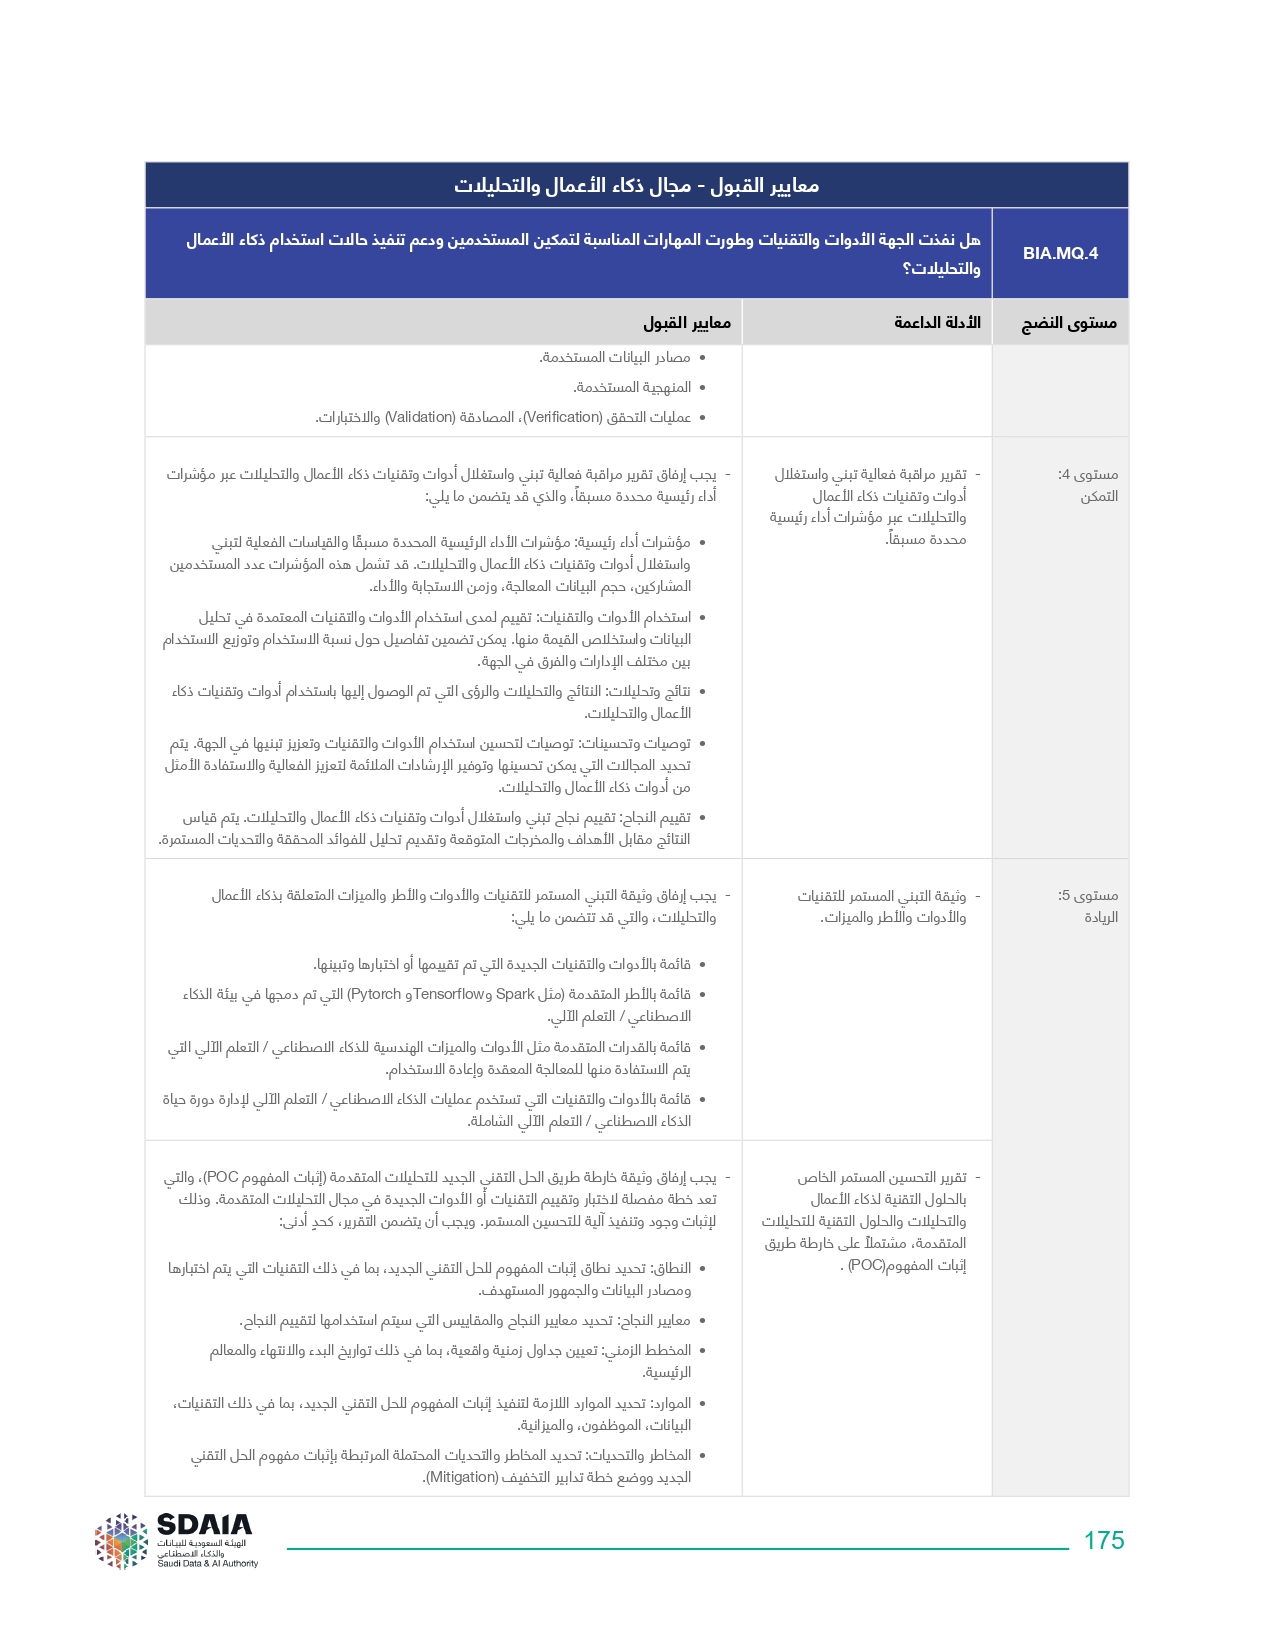 معايير القبول - مجال ذكاء الأعمال والتحليلات
BIA.MQ.4
هل نفذت الجهة الأدوات والتقنيات وطورت المهارات المناسبة لتمكين المستخدمين ودعم تنفيذ حالات استخدام ذكاء الأعمال
والتحليلات؟
مستوى النضج
الأدلة الداعمة
معايير القبول
• مصادر البيانات المستخدمة.
• المنهجية المستخدمة.
• عمليات التحقق (Verification)، المصادقة (Validation) والاختبارات.
مستوى 4:
التمكن
- تقرير مراقبة فعالية تبني واستغلال
أدوات وتقنيات ذكاء الأعمال
والتحليلات عبر مؤشرات أداء رئيسية
محددة مسبقاً.
- يجب إرفاق تقرير مراقبة فعالية تبني واستغلال أدوات وتقنيات ذكاء الأعمال والتحليلات عبر مؤشرات
أداء رئيسية محددة مسبقاً، والذي قد يتضمن ما يلي:
• مؤشرات أداء رئيسية: مؤشرات الأداء الرئيسية المحددة مسبقًا والقياسات الفعلية لتبني
واستغلال أدوات وتقنيات ذكاء الأعمال والتحليلات. قد تشمل هذه المؤشرات عدد المستخدمين
المشاركين، حجم البيانات المعالجة، وزمن الاستجابة والأداء.
• استخدام الأدوات والتقنيات: تقييم لمدى استخدام الأدوات والتقنيات المعتمدة في تحليل
البيانات واستخلاص القيمة منها. يمكن تضمين تفاصيل حول نسبة الاستخدام وتوزيع الاستخدام
بين مختلف الإدارات والفرق في الجهة.
• نتائج وتحليلات: النتائج والتحليلات والرؤى التي تم الوصول إليها باستخدام أدوات وتقنيات ذكاء
الأعمال والتحليلات.
• توصيات وتحسينات: توصيات لتحسين استخدام الأدوات والتقنيات وتعزيز تبنيها في الجهة. يتم
تحديد المجالات التي يمكن تحسينها وتوفير الإرشادات الملائمة لتعزيز الفعالية والاستفادة الأمثل
من أدوات ذكاء الأعمال والتحليلات.
• تقييم النجاح: تقييم نجاح تبني واستغلال أدوات وتقنيات ذكاء الأعمال والتحليلات. يتم قياس
النتائج مقابل الأهداف والمخرجات المتوقعة وتقديم تحليل للفوائد المحققة والتحديات المستمرة.
مستوى 5:
الريادة
- وثيقة التبني المستمر للتقنيات
والأدوات والأطر والميزات.
- يجب إرفاق وثيقة التبني المستمر للتقنيات والأدوات والأطر والميزات المتعلقة بذكاء الأعمال
والتحليلات، والتي قد تتضمن ما يلي:
• قائمة بالأدوات والتقنيات الجديدة التي تم تقييمها أو اختبارها وتبينها.
• قائمة بالأطر المتقدمة (مثل Spark وTensorflow و Pytorch) التي تم دمجها في بيئة الذكاء
الاصطناعي / التعلم الآلي.
• قائمة بالقدرات المتقدمة مثل الأدوات والميزات الهندسية للذكاء الاصطناعي / التعلم الآلي التي
يتم الاستفادة منها للمعالجة المعقدة وإعادة الاستخدام.
• قائمة بالأدوات والتقنيات التي تستخدم عمليات الذكاء الاصطناعي / التعلم الآلي لإدارة دورة حياة
الذكاء الاصطناعي / التعلم الآلي الشاملة.
- تقرير التحسين المستمر الخاص
بالحلول التقنية لذكاء الأعمال
والتحليلات والحلول التقنية للتحليلات
المتقدمة، مشتملاً على خارطة طريق
إثبات المفهوم(POC) .
- يجب إرفاق وثيقة خارطة طريق الحل التقني الجديد للتحليلات المتقدمة (إثبات المفهوم POC)، والتي
تعد خطة مفصلة لاختبار وتقييم التقنيات أو الأدوات الجديدة في مجال التحليلات المتقدمة. وذلك
لإثبات وجود وتنفيذ آلية للتحسين المستمر. ويجب أن يتضمن التقرير، كحدٍ أدنى:
• النطاق: تحديد نطاق إثبات المفهوم للحل التقني الجديد، بما في ذلك التقنيات التي يتم اختبارها
ومصادر البيانات والجمهور المستهدف.
• معايير النجاح: تحديد معايير النجاح والمقاييس التي سيتم استخدامها لتقييم النجاح.
• المخطط الزمني: تعيين جداول زمنية واقعية، بما في ذلك تواريخ البدء والانتهاء والمعالم
الرئيسية.
• الموارد: تحديد الموارد اللازمة لتنفيذ إثبات المفهوم للحل التقني الجديد، بما في ذلك التقنيات،
البيانات، الموظفون، والميزانية.
• المخاطر والتحديات: تحديد المخاطر والتحديات المحتملة المرتبطة بإثبات مفهوم الحل التقني
الجديد ووضع خطة تدابير التخفيف (Mitigation).
SDAIA
الهيئة السعودية للبيانات
والذكاء الاصطناعي
Saudi Data & AI Authority
175